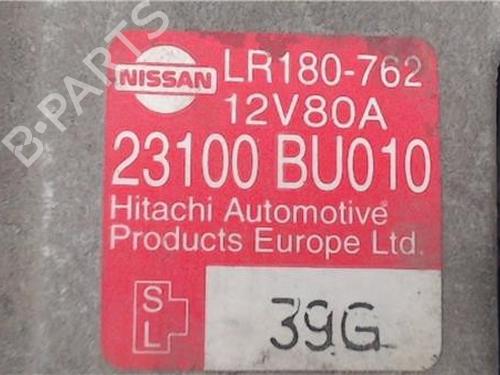 B-PARTS
NISSAN
LR180-762
12V80A
23100 BU010
Hitachi Automotive
Products Europe Ltd.
S
L
39G